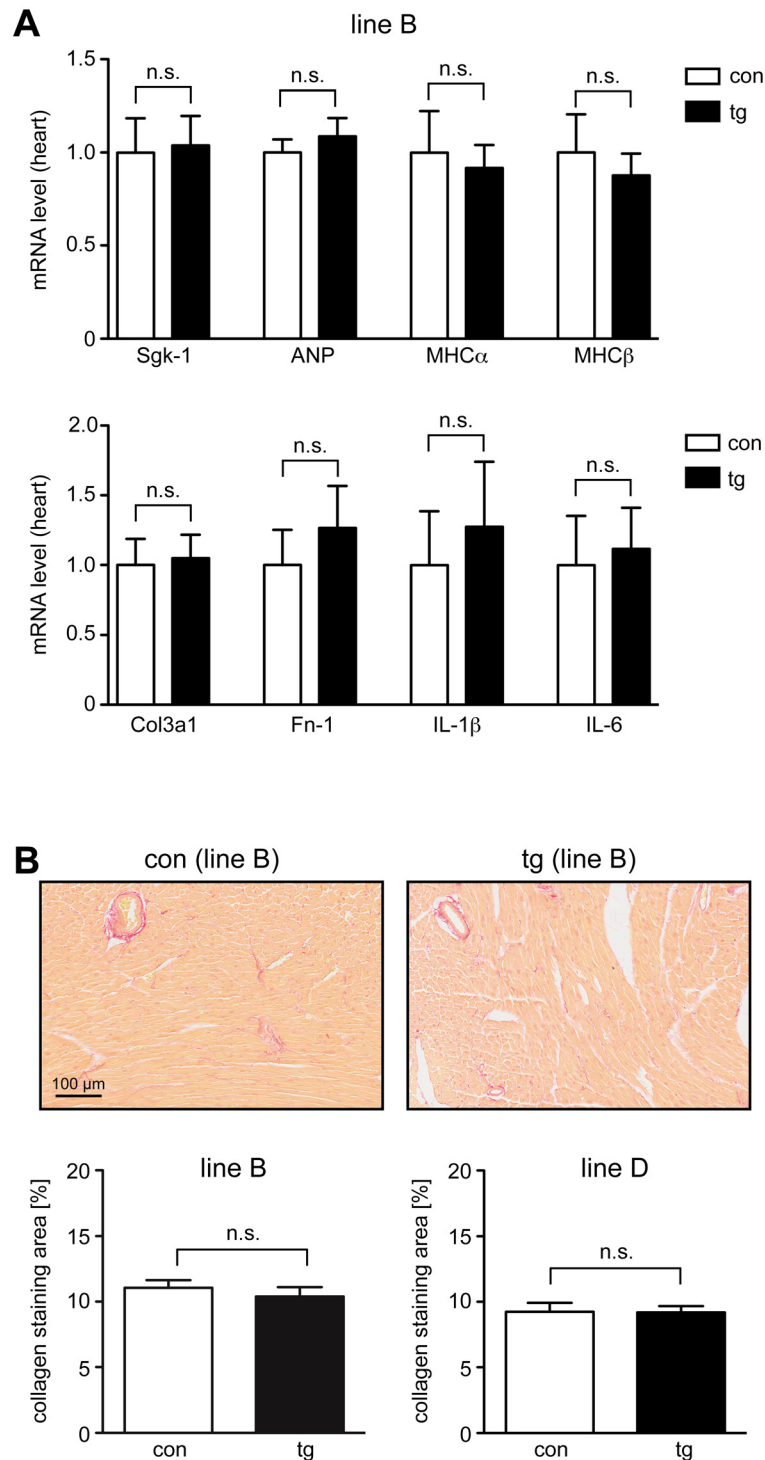 A
line B
mRNA level (heart)
1.5
1.0
0.5
0
n.s.
n.s.
n.s.
n.s.
con
tg
Sgk-1
ANP
MHCα
MHCβ
mRNA level (heart)
2.0
1.5
1.0
0.5
0
n.s.
n.s.
n.s.
n.s.
con
tg
Col3a1
Fn-1
IL-1β
IL-6
B
con (line B)
tg (line B)
100 µm
line B
collagen staining area [%]
20
15
10
5
0
n.s.
con
tg
line D
collagen staining area [%]
20
15
10
5
0
n.s.
con
tg